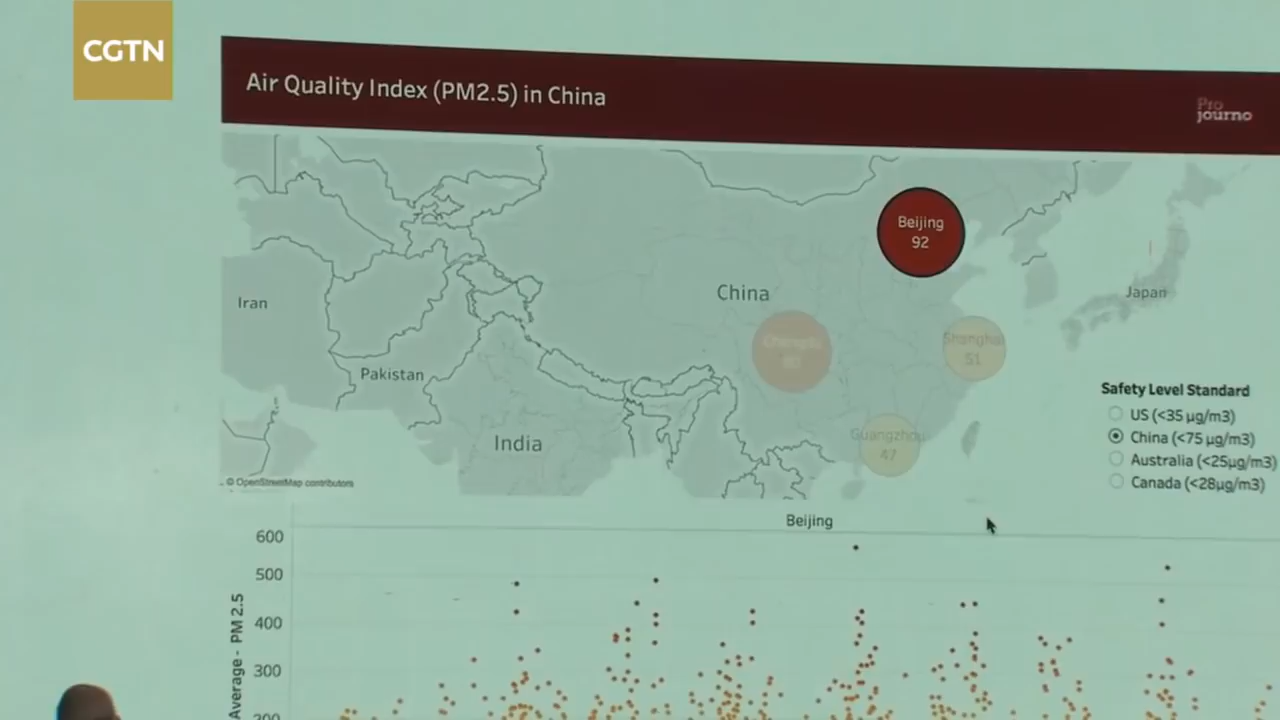 CGTN
Air Quality Index (PM2.5) in China
Pro
journo
Beijing
92
China
Iran
Japan
Shanghai
51
Pakistan
Guangzhou
47
India
Safety Level Standard
US (<35 µg/m3)
China (<75 µg/m3)
Australia (<25µg/m3)
Canada (<28µg/m3)
© OpenStreetMap contributors
Beijing
600
500
400
300
200
Average - PM 2.5